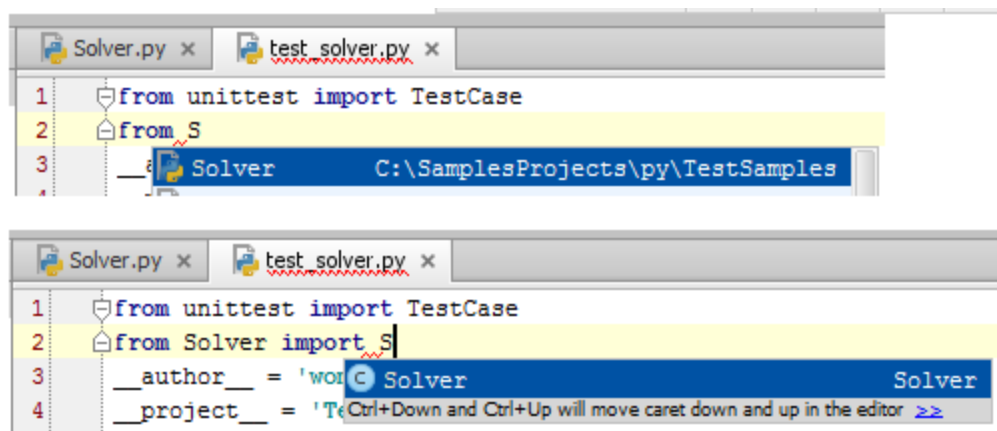 Solver.py × test_solver.py ×
1 from unittest import TestCase
2 from S
3 __a
Solver C:\SamplesProjects\py\TestSamples
Solver.py × test_solver.py ×
1 from unittest import TestCase
2 from Solver import S
3 __author__ = 'wor
C Solver Solver
4 __project__ = 'Te
Ctrl+Down and Ctrl+Up will move caret down and up in the editor >>